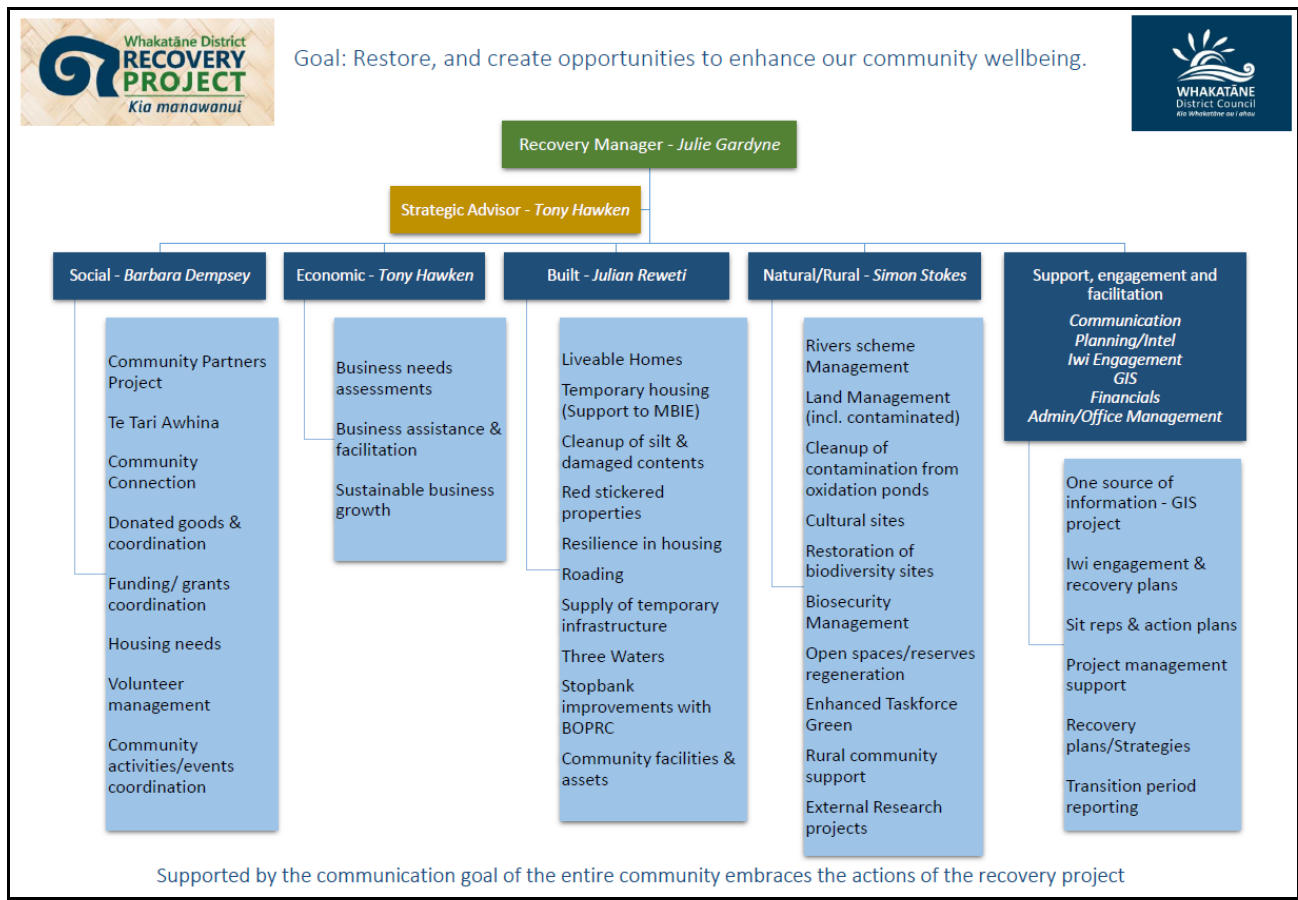 Whakatāne District
RECOVERY
PROJECT
Kia manawanui
Goal: Restore, and create opportunities to enhance our community wellbeing.
WHAKATĀNE
District Council
Kia Whakatāne au i ahau
Recovery Manager - Julie Gardyne
Strategic Advisor - Tony Hawken
Social - Barbara Dempsey
Community Partners
Project
Te Tari Awhina
Community
Connection
Donated goods &
coordination
Funding/ grants
coordination
Housing needs
Volunteer
management
Community
activities/events
coordination
Economic - Tony Hawken
Business needs
assessments
Business assistance &
facilitation
Sustainable business
growth
Built - Julian Reweti
Liveable Homes
Temporary housing
(Support to MBIE)
Cleanup of silt &
damaged contents
Red stickered
properties
Resilience in housing
Roading
Supply of temporary
infrastructure
Three Waters
Stopbank
improvements with
BOPRC
Community facilities &
assets
Natural/Rural - Simon Stokes
Rivers scheme
Management
Land Management
(incl. contaminated)
Cleanup of
contamination from
oxidation ponds
Cultural sites
Restoration of
biodiversity sites
Biosecurity
Management
Open spaces/reserves
regeneration
Enhanced Taskforce
Green
Rural community
support
External Research
projects
Support, engagement and
facilitation
Communication
Planning/Intel
Iwi Engagement
GIS
Financials
Admin/Office Management
One source of
information - GIS
project
Iwi engagement &
recovery plans
Sit reps & action plans
Project management
support
Recovery
plans/Strategies
Transition period
reporting
Supported by the communication goal of the entire community embraces the actions of the recovery project